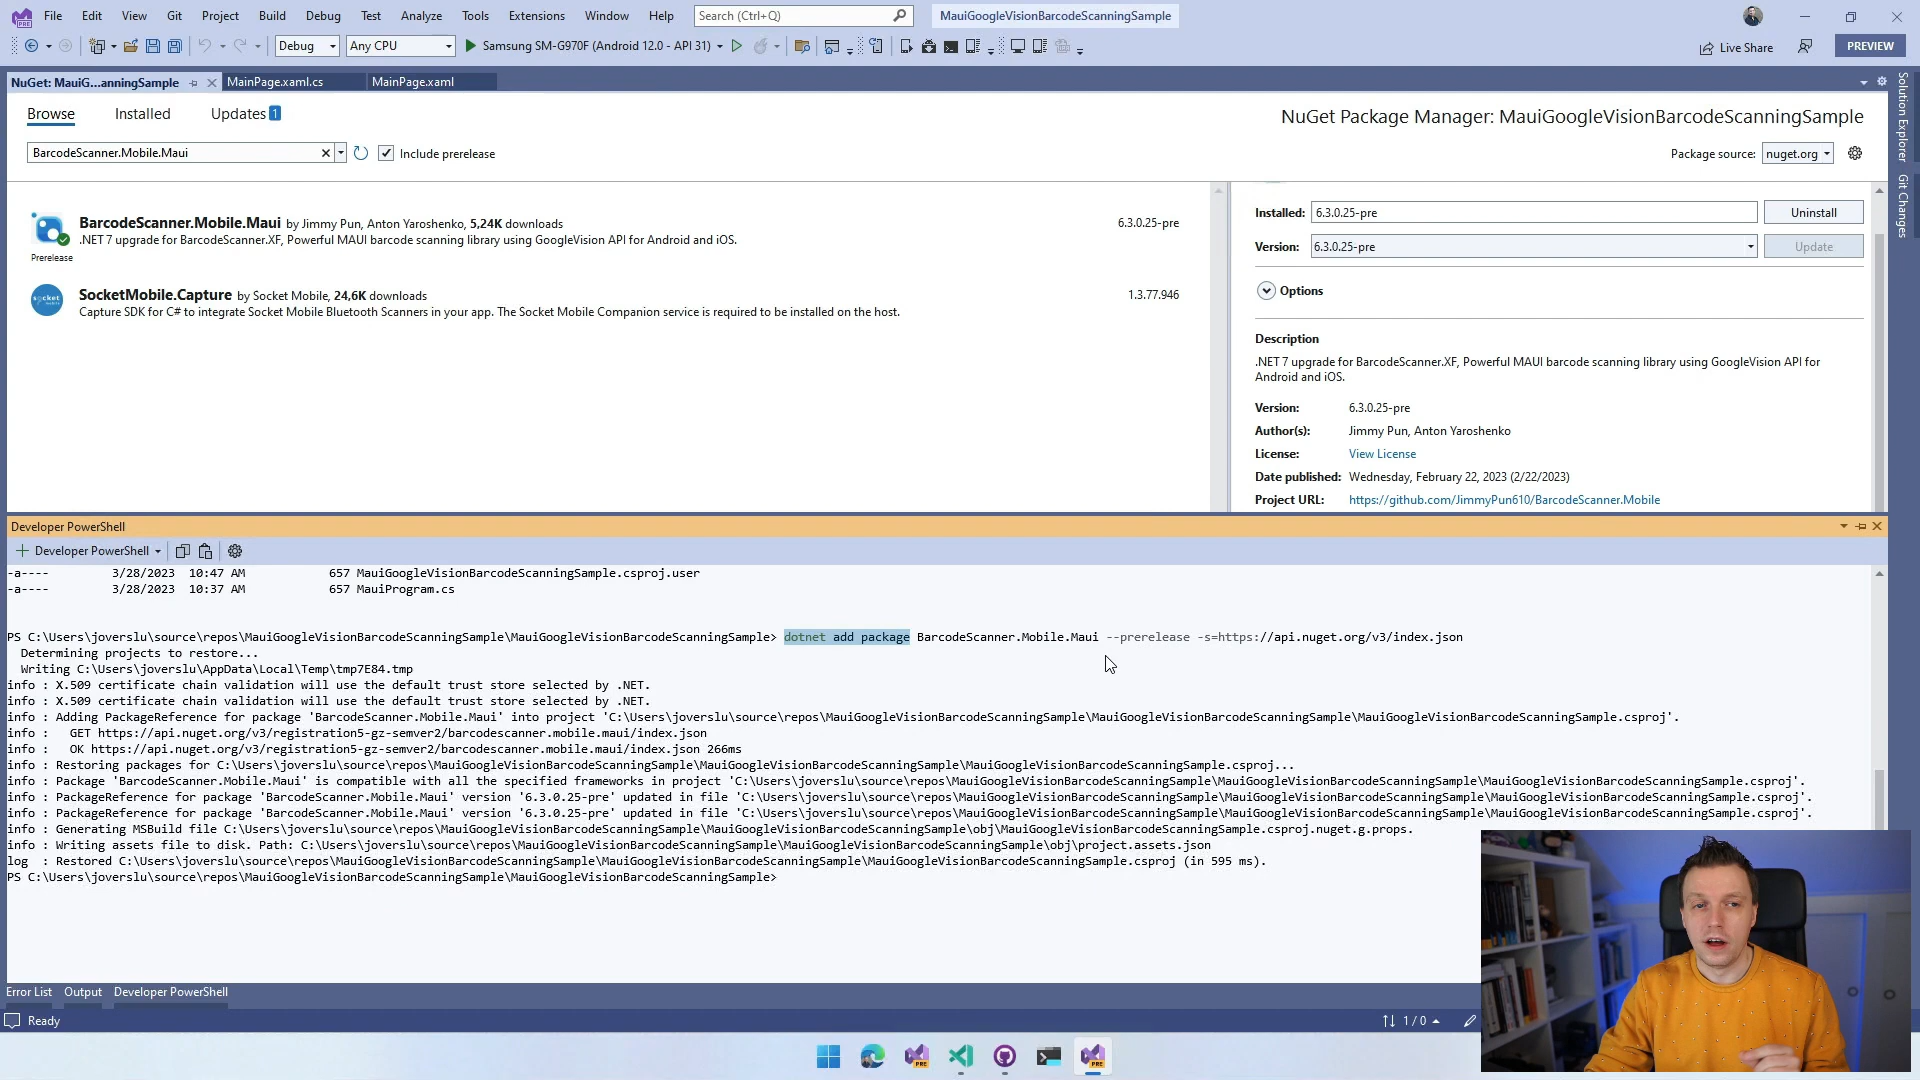 File Edit View Git Project Build Debug Test Analyze Tools Extensions Window Help Search (Ctrl+Q) MauiGoogleVisionBarcodeScanningSample
Debug Any CPU Samsung SM-G970F (Android 12.0 - API 31) Live Share PREVIEW
NuGet: MauiG...anningSample MainPage.xaml.cs MainPage.xaml
Solution Explorer
Git Changes
Browse Installed Updates 1
NuGet Package Manager: MauiGoogleVisionBarcodeScanningSample
BarcodeScanner.Mobile.Maui Include prerelease
Package source: nuget.org
BarcodeScanner.Mobile.Maui by Jimmy Pun, Anton Yaroshenko, 5,24K downloads 6.3.0.25-pre
.NET 7 upgrade for BarcodeScanner.XF, Powerful MAUI barcode scanning library using GoogleVision API for Android and iOS.
Prerelease
socket mobile
SocketMobile.Capture by Socket Mobile, 24,6K downloads 1.3.77.946
Capture SDK for C# to integrate Socket Mobile Bluetooth Scanners in your app. The Socket Mobile Companion service is required to be installed on the host.
Installed: 6.3.0.25-pre Uninstall
Version: 6.3.0.25-pre Update
Options
Description
.NET 7 upgrade for BarcodeScanner.XF, Powerful MAUI barcode scanning library using GoogleVision API for
Android and iOS.
Version: 6.3.0.25-pre
Author(s): Jimmy Pun, Anton Yaroshenko
License: View License
Date published: Wednesday, February 22, 2023 (2/22/2023)
Project URL: https://github.com/JimmyPun610/BarcodeScanner.Mobile
Developer PowerShell
Developer PowerShell
-a---- 3/28/2023 10:47 AM 657 MauiGoogleVisionBarcodeScanningSample.csproj.user
-a---- 3/28/2023 10:37 AM 657 MauiProgram.cs
PS C:\Users\joverslu\source\repos\MauiGoogleVisionBarcodeScanningSample\MauiGoogleVisionBarcodeScanningSample> dotnet add package BarcodeScanner.Mobile.Maui --prerelease -s=https://api.nuget.org/v3/index.json
Determining projects to restore...
Writing C:\Users\joverslu\AppData\Local\Temp\tmp7E84.tmp
info : X.509 certificate chain validation will use the default trust store selected by .NET.
info : X.509 certificate chain validation will use the default trust store selected by .NET.
info : Adding PackageReference for package 'BarcodeScanner.Mobile.Maui' into project 'C:\Users\joverslu\source\repos\MauiGoogleVisionBarcodeScanningSample\MauiGoogleVisionBarcodeScanningSample\MauiGoogleVisionBarcodeScanningSample.csproj'.
info : GET https://api.nuget.org/v3/registration5-gz-semver2/barcodescanner.mobile.maui/index.json
info : OK https://api.nuget.org/v3/registration5-gz-semver2/barcodescanner.mobile.maui/index.json 266ms
info : Restoring packages for C:\Users\joverslu\source\repos\MauiGoogleVisionBarcodeScanningSample\MauiGoogleVisionBarcodeScanningSample\MauiGoogleVisionBarcodeScanningSample.csproj...
info : Package 'BarcodeScanner.Mobile.Maui' is compatible with all the specified frameworks in project 'C:\Users\joverslu\source\repos\MauiGoogleVisionBarcodeScanningSample\MauiGoogleVisionBarcodeScanningSample\MauiGoogleVisionBarcodeScanningSample.csproj'.
info : PackageReference for package 'BarcodeScanner.Mobile.Maui' version '6.3.0.25-pre' updated in file 'C:\Users\joverslu\source\repos\MauiGoogleVisionBarcodeScanningSample\MauiGoogleVisionBarcodeScanningSample\MauiGoogleVisionBarcodeScanningSample.csproj'.
info : PackageReference for package 'BarcodeScanner.Mobile.Maui' version '6.3.0.25-pre' updated in file 'C:\Users\joverslu\source\repos\MauiGoogleVisionBarcodeScanningSample\MauiGoogleVisionBarcodeScanningSample\MauiGoogleVisionBarcodeScanningSample.csproj'.
info : Generating MSBuild file C:\Users\joverslu\source\repos\MauiGoogleVisionBarcodeScanningSample\MauiGoogleVisionBarcodeScanningSample\obj\MauiGoogleVisionBarcodeScanningSample.csproj.nuget.g.props.
info : Writing assets file to disk. Path: C:\Users\joverslu\source\repos\MauiGoogleVisionBarcodeScanningSample\MauiGoogleVisionBarcodeScanningSample\obj\project.assets.json
log : Restored C:\Users\joverslu\source\repos\MauiGoogleVisionBarcodeScanningSample\MauiGoogleVisionBarcodeScanningSample\MauiGoogleVisionBarcodeScanningSample.csproj (in 595 ms).
PS C:\Users\joverslu\source\repos\MauiGoogleVisionBarcodeScanningSample\MauiGoogleVisionBarcodeScanningSample>
Error List Output Developer PowerShell
Ready 1 / 0
PRE PRE